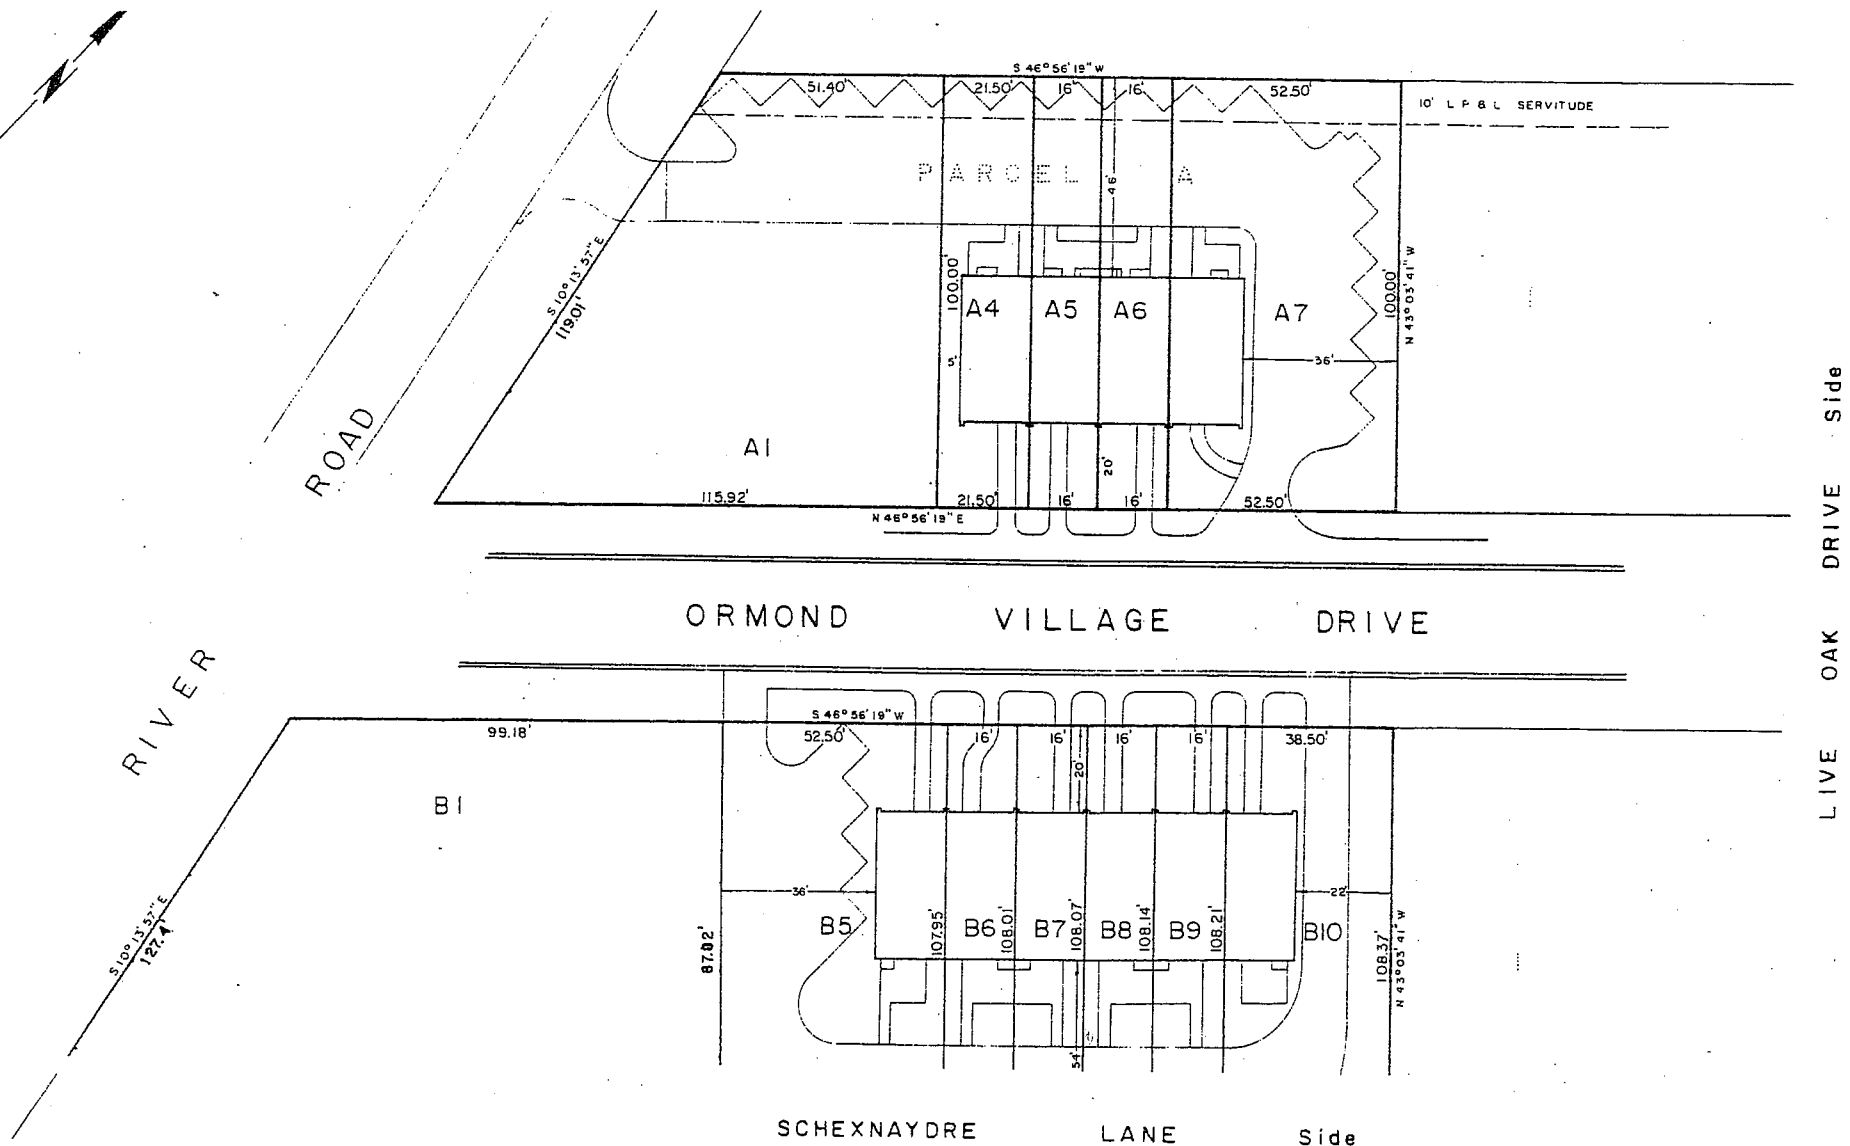 N
S 46° 56' 19" W
51.40' 21.50' 16' 16' 52.50'
10' L P & L SERVITUDE
PARCEL A
46'
S 10° 13' 57" E
119.01'
100.00'
A4 A5 A6 A7
100.00'
N 43° 03' 41" W
5'
36'
A1
20'
115.92' 21.50' 16' 16' 52.50'
N 46° 56' 19" E
ROAD
RIVER
LIVE OAK DRIVE Side
ORMOND VILLAGE DRIVE
S 46° 56' 19" W
99.18' 52.50' 16' 16' 16' 16' 38.50'
20'
B1
36'
22'
S 10° 13' 57" E
127.4'
87.02'
B5 107.95' B6 108.01' B7 108.07' B8 108.14' B9 108.21' B10
108.37'
N 43° 03' 41" W
54'
SCHEXNAYDRE LANE Side